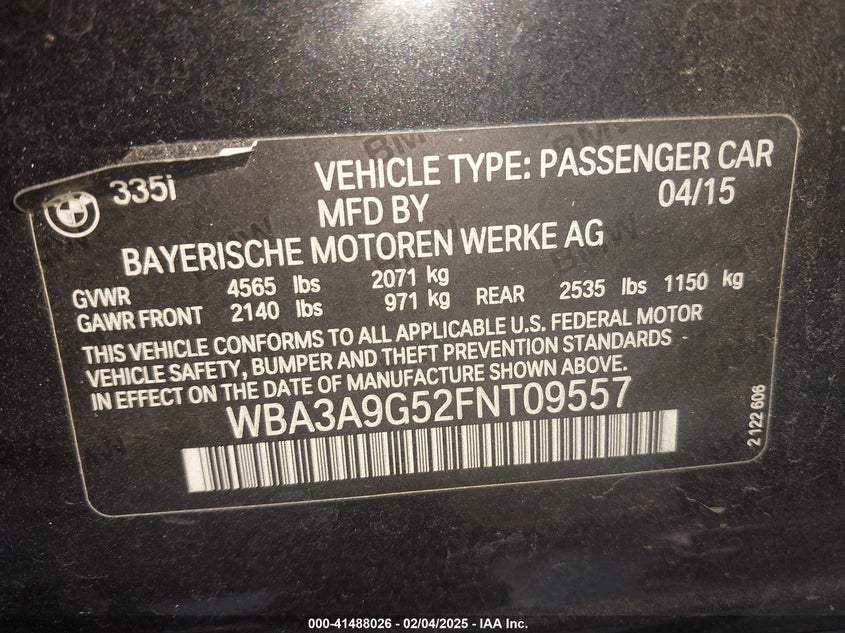 335i
VEHICLE TYPE: PASSENGER CAR
MFD BY 04/15
BAYERISCHE MOTOREN WERKE AG
GVWR 4565 lbs 2071 kg
GAWR FRONT 2140 lbs 971 kg REAR 2535 lbs 1150 kg
THIS VEHICLE CONFORMS TO ALL APPLICABLE U.S. FEDERAL MOTOR
VEHICLE SAFETY, BUMPER AND THEFT PREVENTION STANDARDS
IN EFFECT ON THE DATE OF MANUFACTURE SHOWN ABOVE.
WBA3A9G52FNT09557
2 122 606
000-41488026 - 02/04/2025 - IAA Inc.